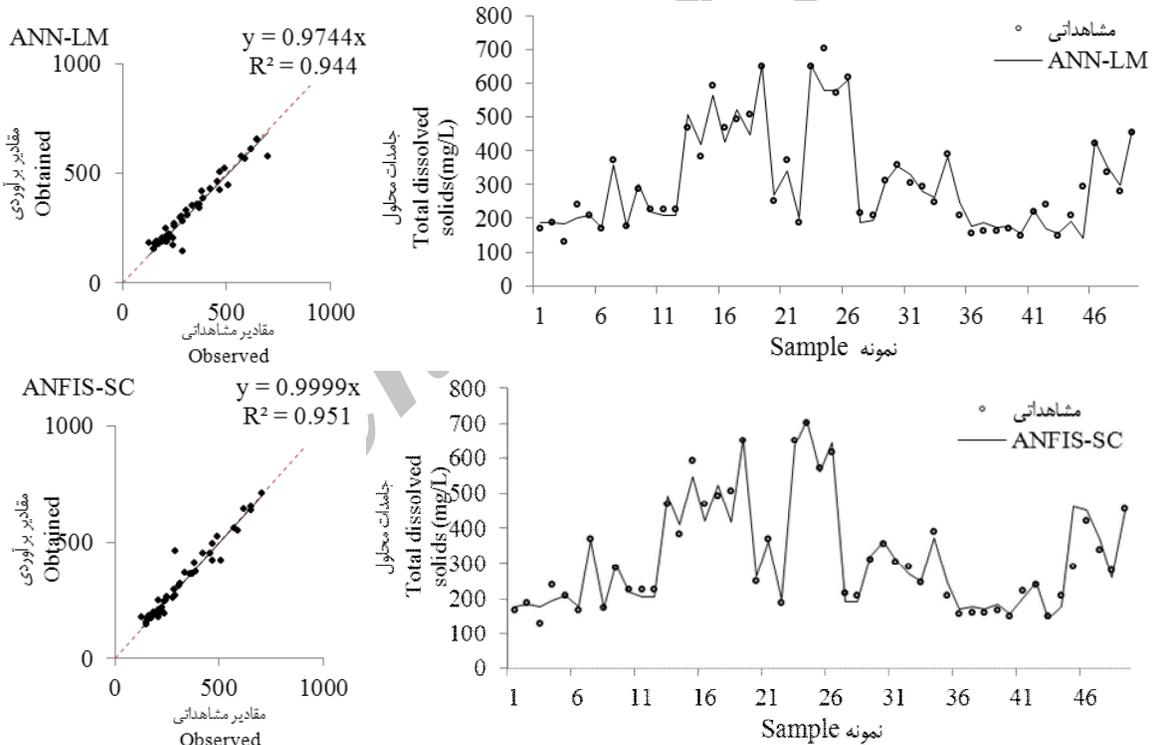 ANN-LM
y = 0.9744x
R² = 0.944
1000
500
0
0 500 1000
مقادیر برآوردی
Obtained
مقادیر مشاهداتی
Observed
800
700
600
500
400
300
200
100
0
جامدات محلول
Total dissolved
solids(mg/L)
مشاهداتی
ANN-LM
1 6 11 16 21 26 31 36 41 46
Sample نمونه
ANFIS-SC
y = 0.9999x
R² = 0.951
1000
500
0
0 500 1000
مقادیر برآوردی
Obtained
مقادیر مشاهداتی
Observed
800
700
600
500
400
300
200
100
0
جامدات محلول
Total dissolved
solids (mg/L)
مشاهداتی
ANFIS-SC
1 6 11 16 21 26 31 36 41 46
Sample نمونه